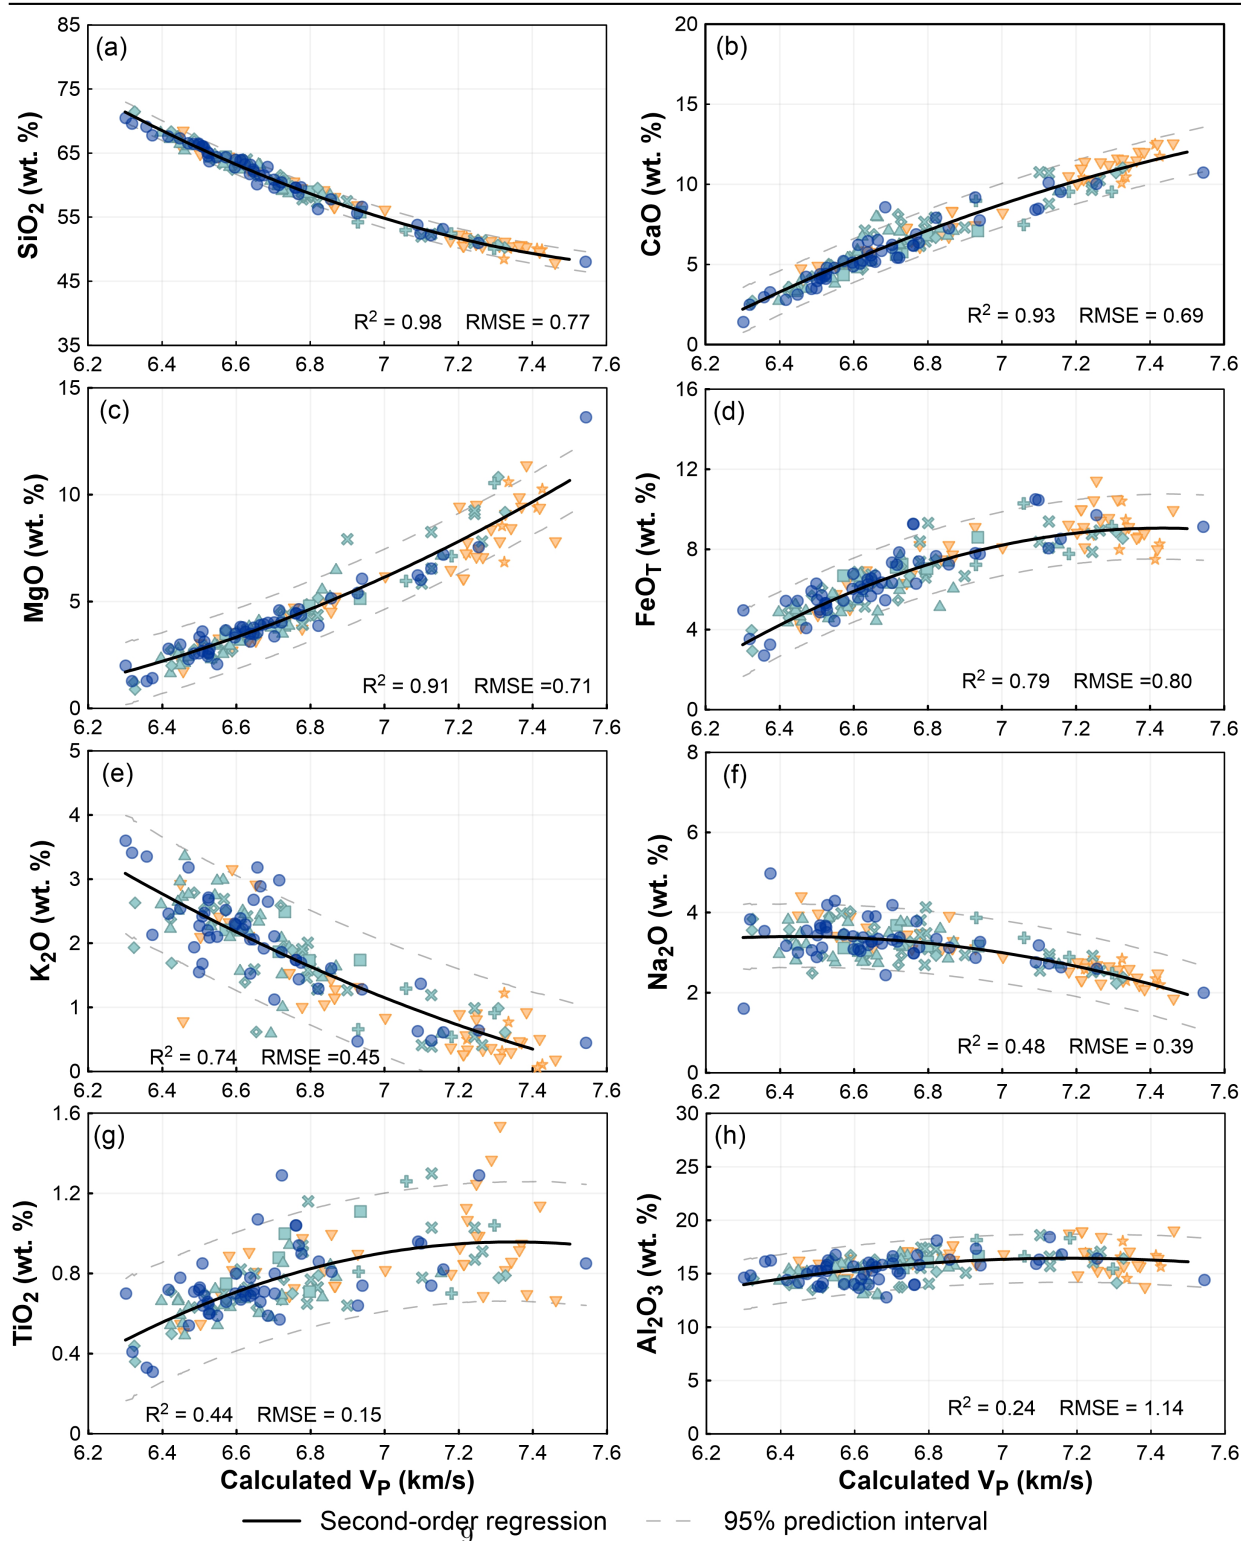 (a)
SiO2 (wt. %)
85
75
65
55
45
35
R2 = 0.98 RMSE = 0.77
6.2 6.4 6.6 6.8 7 7.2 7.4 7.6
(b)
CaO (wt. %)
20
15
10
5
0
R2 = 0.93 RMSE = 0.69
6.2 6.4 6.6 6.8 7 7.2 7.4 7.6
(c)
MgO (wt. %)
15
10
5
0
R2 = 0.91 RMSE =0.71
6.2 6.4 6.6 6.8 7 7.2 7.4 7.6
(d)
FeOT (wt. %)
16
12
8
4
0
R2 = 0.79 RMSE =0.80
6.2 6.4 6.6 6.8 7 7.2 7.4 7.6
(e)
K2O (wt. %)
5
4
3
2
1
0
R2 = 0.74 RMSE =0.45
6.2 6.4 6.6 6.8 7 7.2 7.4 7.6
(f)
Na2O (wt. %)
8
6
4
2
0
R2 = 0.48 RMSE =0.39
6.2 6.4 6.6 6.8 7 7.2 7.4 7.6
(g)
TiO2 (wt. %)
1.6
1.2
0.8
0.4
0
R2 = 0.44 RMSE = 0.15
6.2 6.4 6.6 6.8 7 7.2 7.4 7.6
Calculated VP (km/s)
(h)
Al2O3 (wt. %)
30
25
20
15
10
5
0
R2 = 0.24 RMSE = 1.14
6.2 6.4 6.6 6.8 7 7.2 7.4 7.6
Calculated VP (km/s)
Second-order regression 95% prediction interval
9